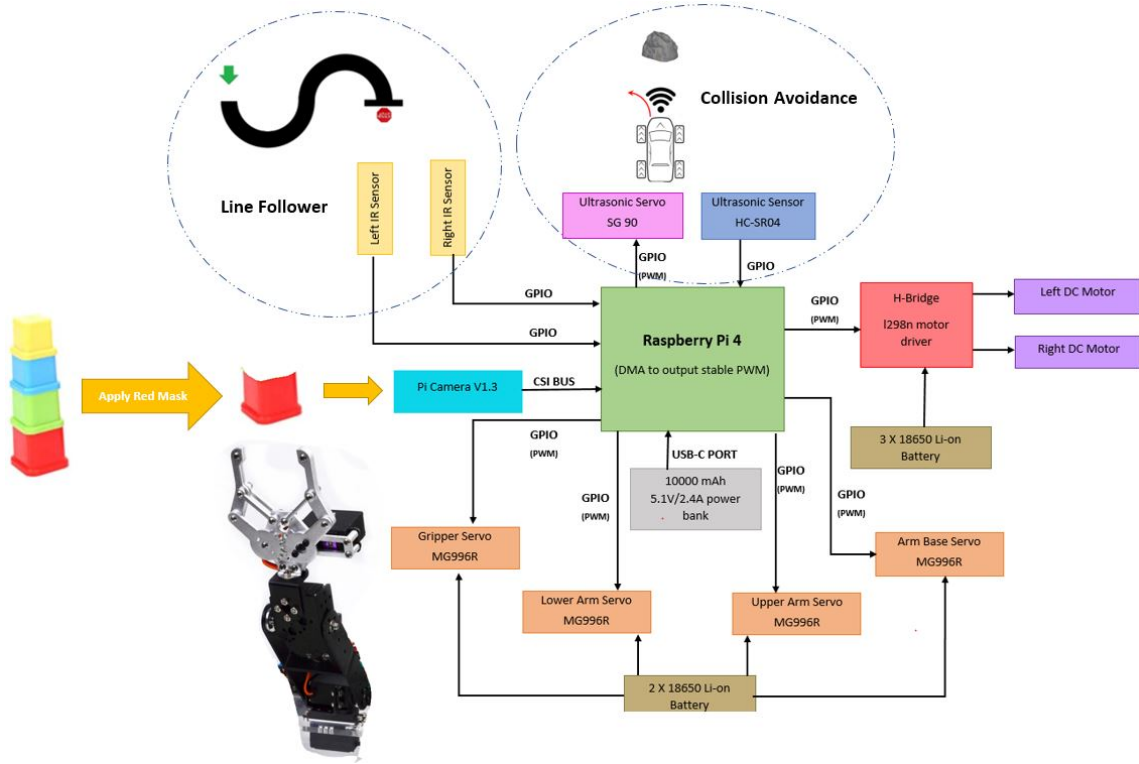 Collision Avoidance
Line Follower
Left IR Sensor
Right IR Sensor
Ultrasonic Servo
SG 90
Ultrasonic Sensor
HC-SR04
GPIO
(PWM)
GPIO
GPIO
GPIO
Raspberry Pi 4
(DMA to output stable PWM)
GPIO
(PWM)
H-Bridge
l298n motor
driver
Left DC Motor
Right DC Motor
Apply Red Mask
Pi Camera V1.3
CSI BUS
3 X 18650 Li-on
Battery
GPIO
(PWM)
GPIO
(PWM)
USB-C PORT
10000 mAh
5.1V/2.4A power
bank
GPIO
(PWM)
GPIO
(PWM)
Gripper Servo
MG996R
Arm Base Servo
MG996R
Lower Arm Servo
MG996R
Upper Arm Servo
MG996R
2 X 18650 Li-on
Battery